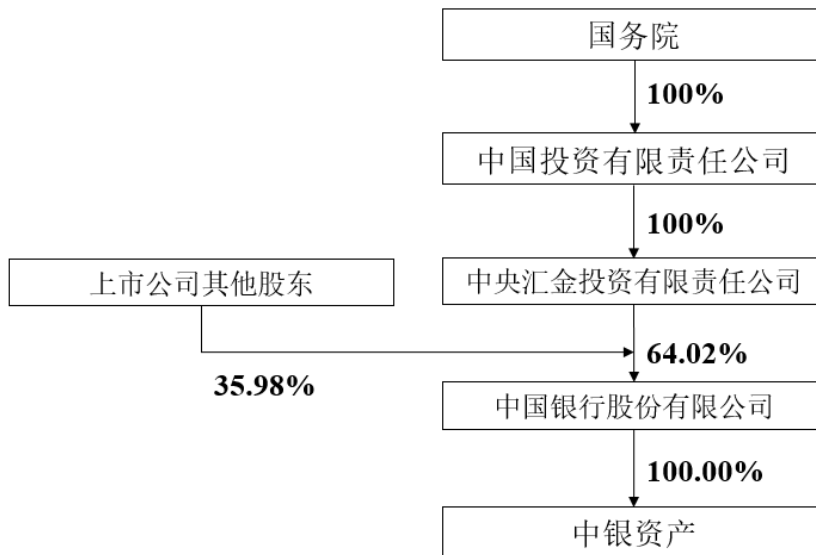 国务院
100%
中国投资有限责任公司
100%
上市公司其他股东
中央汇金投资有限责任公司
64.02%
35.98%
中国银行股份有限公司
100.00%
中银资产